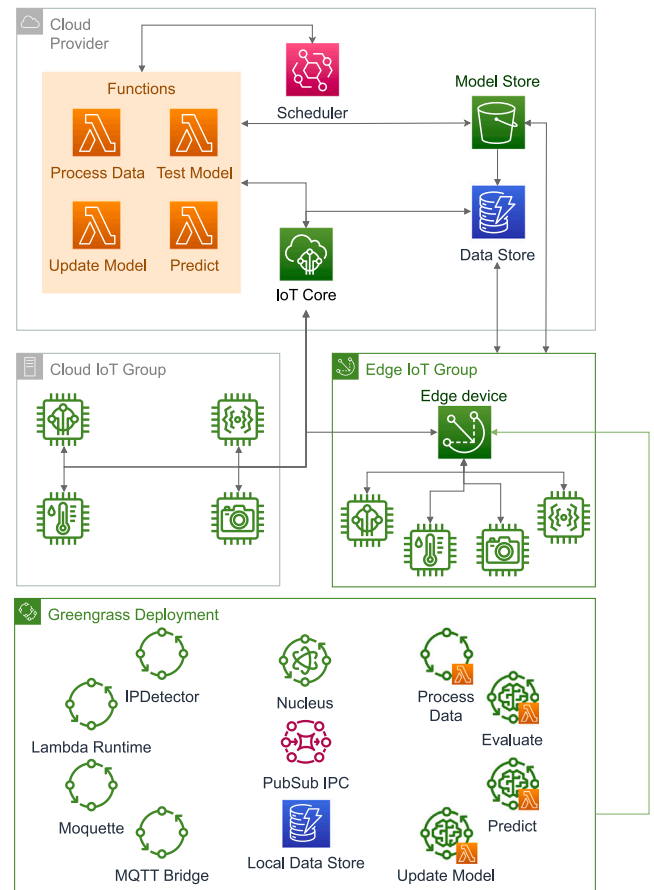 Cloud
Provider
Functions
Process Data
Test Model
Update Model
Predict
Scheduler
Model Store
Data Store
IoT Core
Cloud IoT Group
Edge IoT Group
Edge device
Greengrass Deployment
IPDetector
Lambda Runtime
Moquette
MQTT Bridge
Nucleus
PubSub IPC
Local Data Store
Process
Data
Evaluate
Predict
Update Model